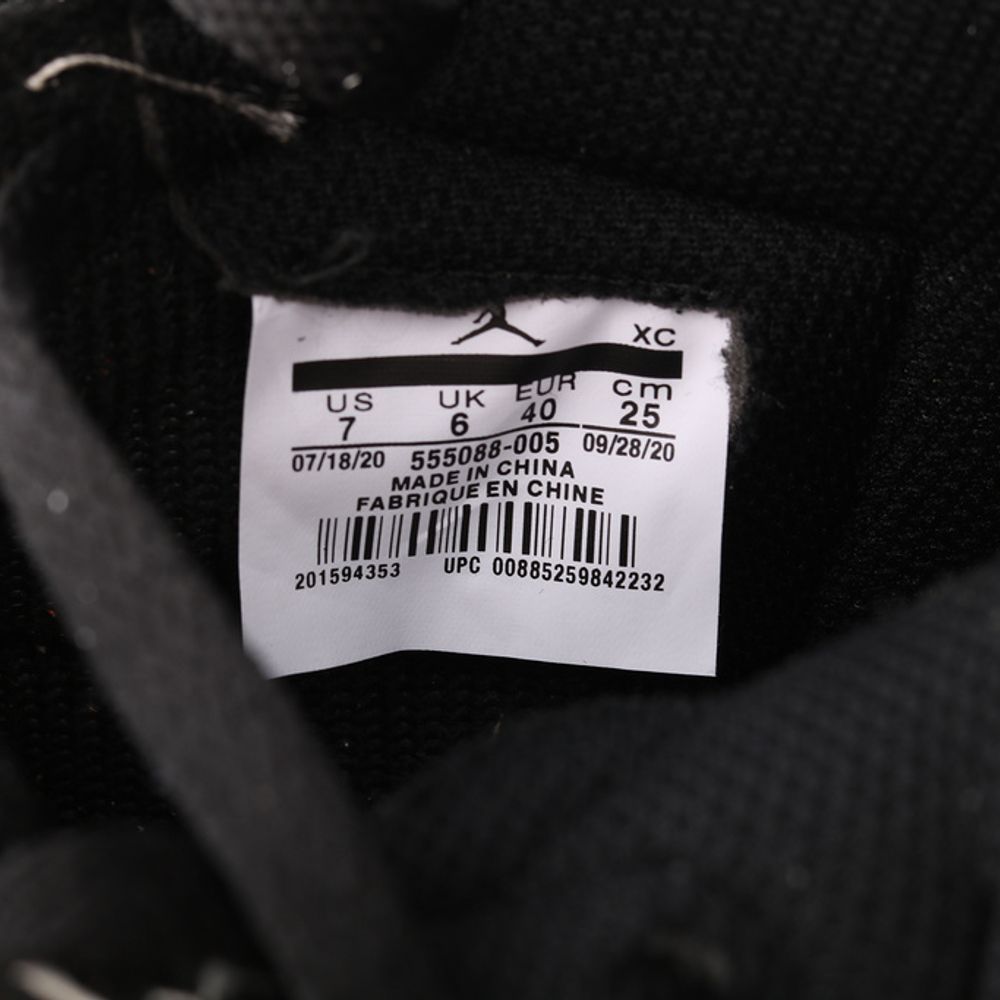 XC
US UK EUR cm
7 6 40 25
07/18/20 555088-005 09/28/20
MADE IN CHINA
FABRIQUE EN CHINE
201594353 UPC 00885259842232